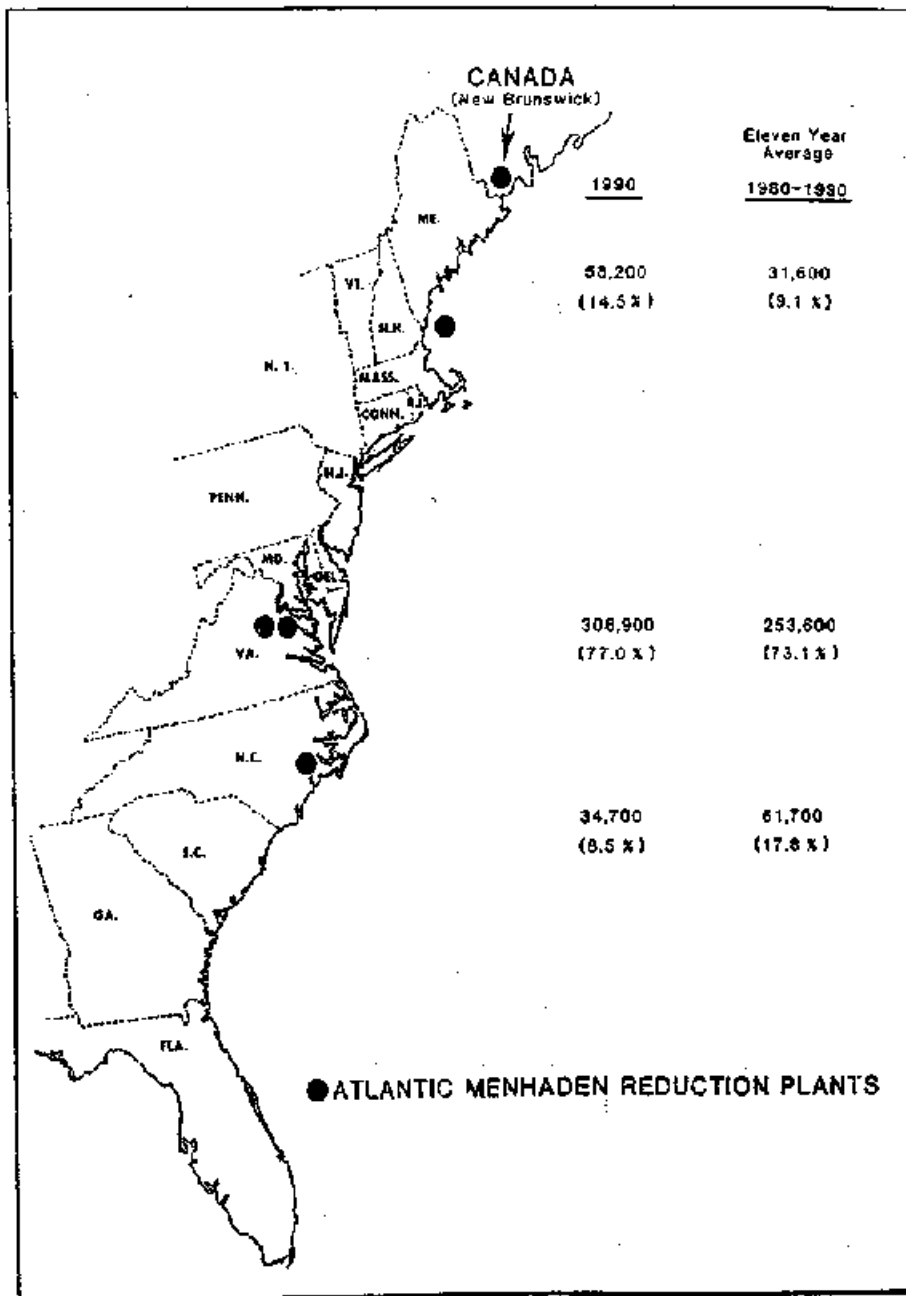 CANADA
(New Brunswick)
Eleven Year
Average
1990
1980-1990
ME.
58,200
31,600
(14.5%)
(9.1%)
VT.
N.H.
N.Y.
MASS.
CONN.
R.I.
N.J.
PENN.
MD.
DEL.
308,900
253,600
VA.
(77.0%)
(73.1%)
N.C.
34,700
61,700
(8.5%)
(17.8%)
S.C.
GA.
FLA.
ATLANTIC MENHADEN REDUCTION PLANTS